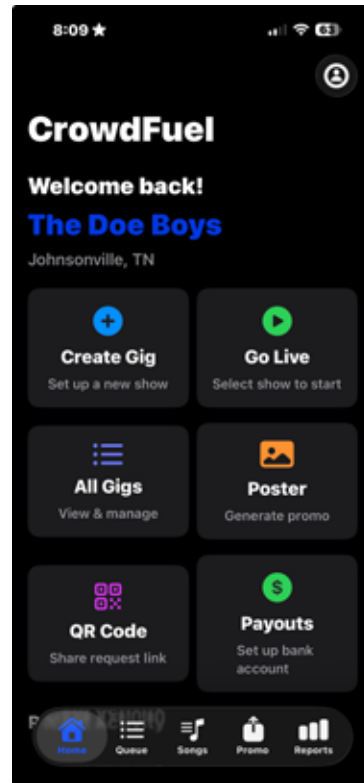 8:09
63
CrowdFuel
Welcome back!
The Doe Boys
Johnsonville, TN
Create Gig
Set up a new show
Go Live
Select show to start
All Gigs
View & manage
Poster
Generate promo
QR Code
Share request link
Payouts
Set up bank
account
Home
Queue
Songs
Promo
Reports